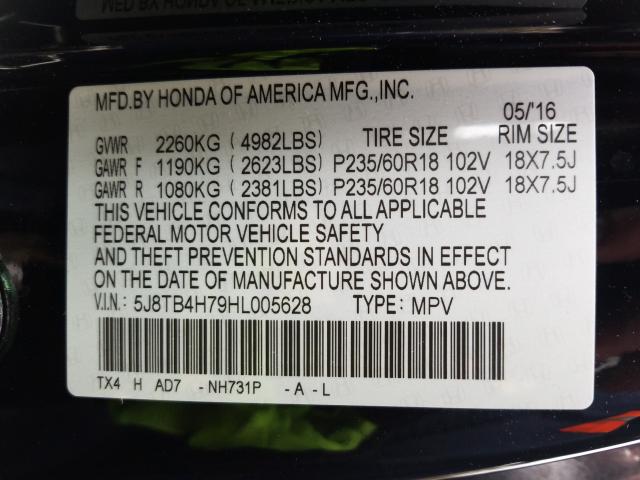 MFD.BY HONDA OF AMERICA MFG.,INC.
05/'16
GVWR 2260KG (4982LBS) TIRE SIZE RIM SIZE
GAWR F 1190KG (2623LBS) P235/60R18 102V 18X7.5J
GAWR R 1080KG (2381LBS) P235/60R18 102V 18X7.5J
THIS VEHICLE CONFORMS TO ALL APPLICABLE
FEDERAL MOTOR VEHICLE SAFETY
AND THEFT PREVENTION STANDARDS IN EFFECT
ON THE DATE OF MANUFACTURE SHOWN ABOVE.
V.I.N.: 5J8TB4H79HL005628 TYPE: MPV
TX4 H AD7 -NH731P -A-L